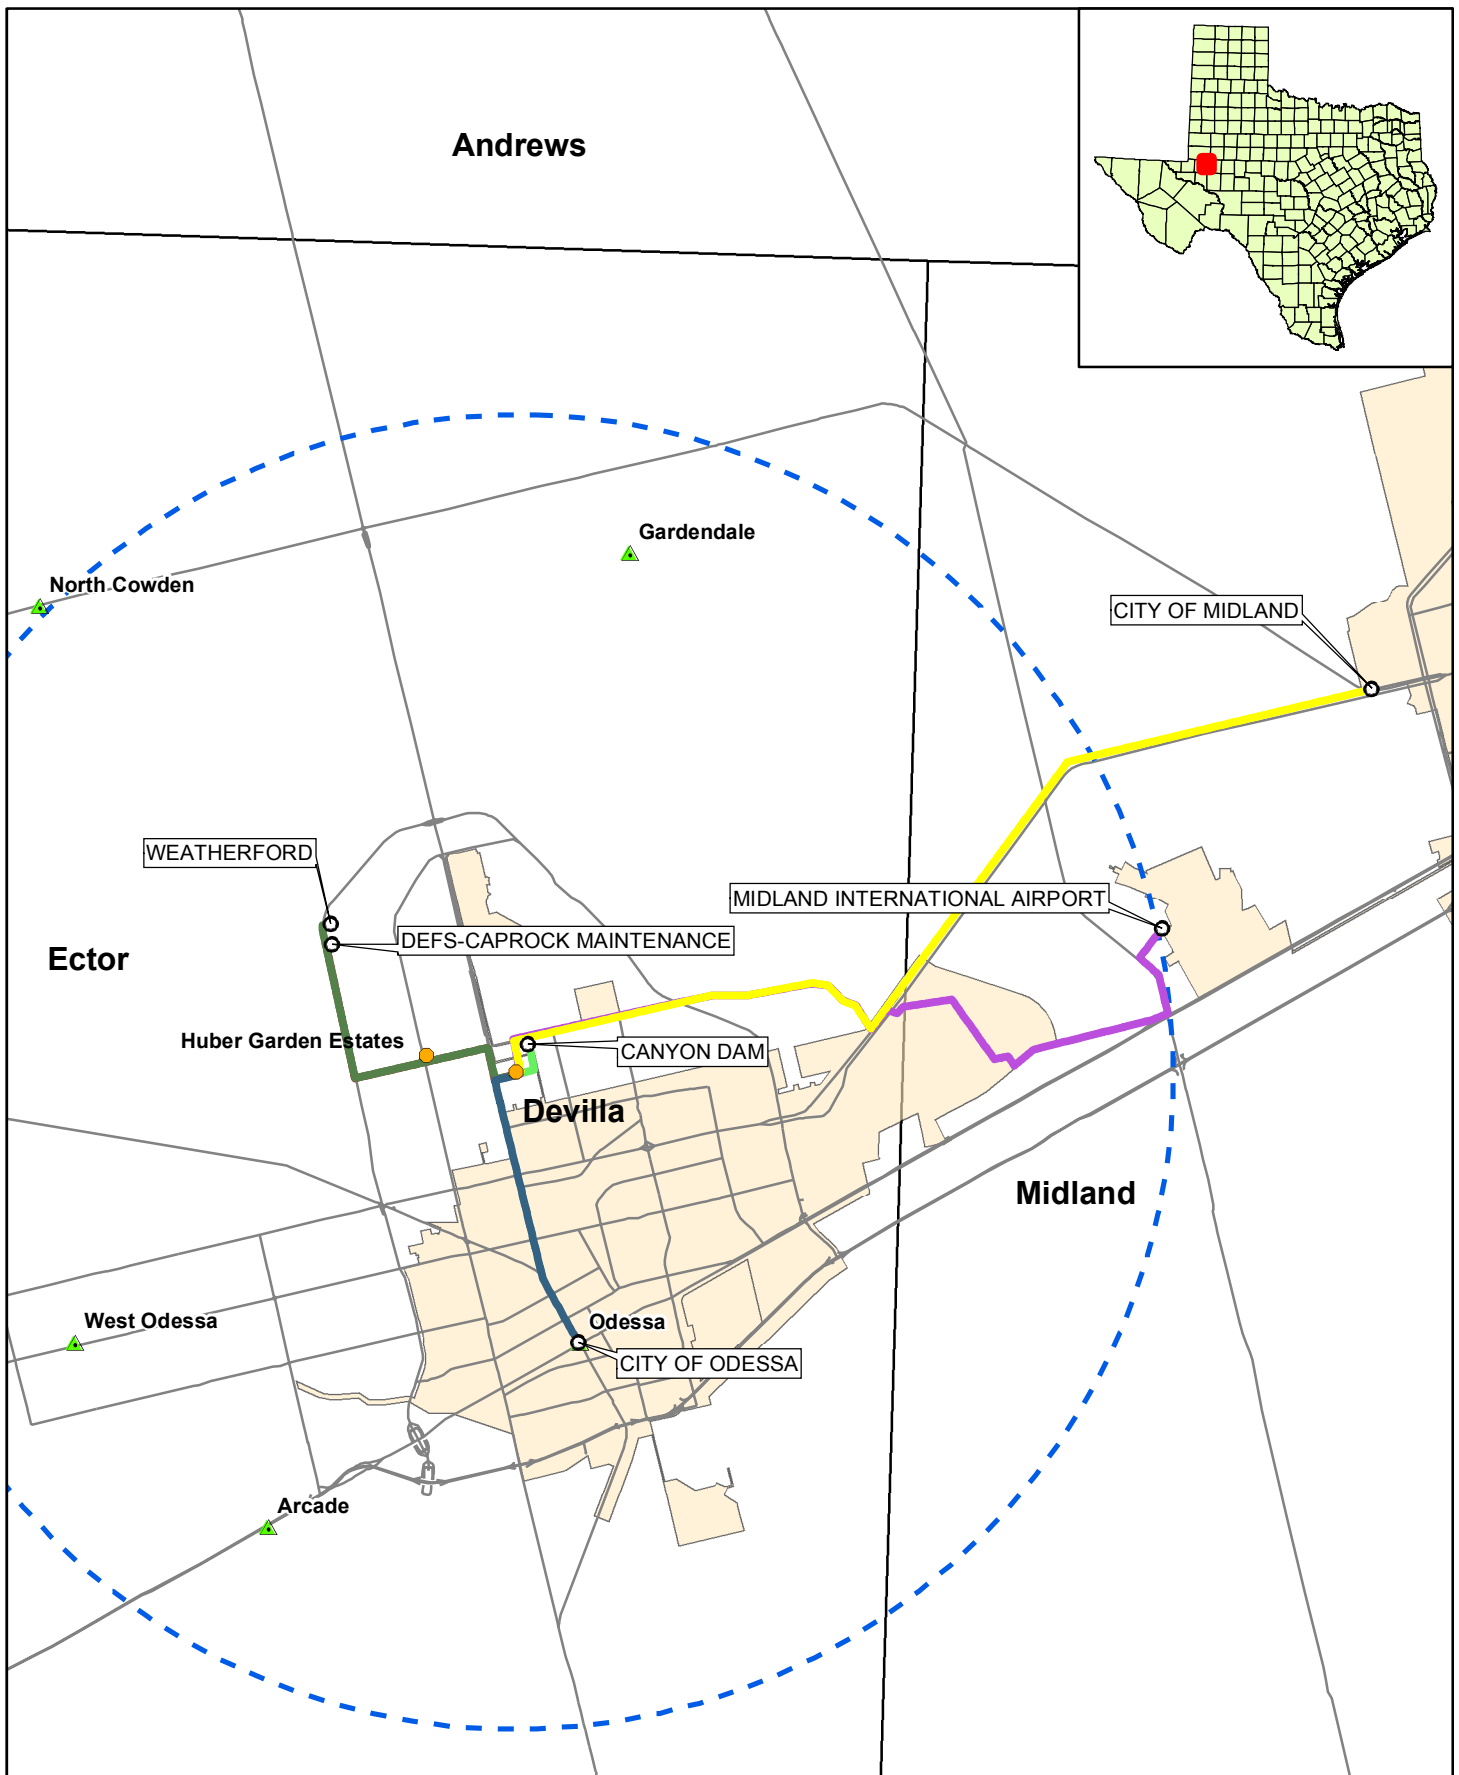 Andrews
Gardendale
North Cowden
CITY OF MIDLAND
WEATHERFORD
MIDLAND INTERNATIONAL AIRPORT
DEFS-CAPROCK MAINTENANCE
Ector
Huber Garden Estates
CANYON DAM
Devilla
Midland
West Odessa
Odessa
CITY OF ODESSA
Arcade